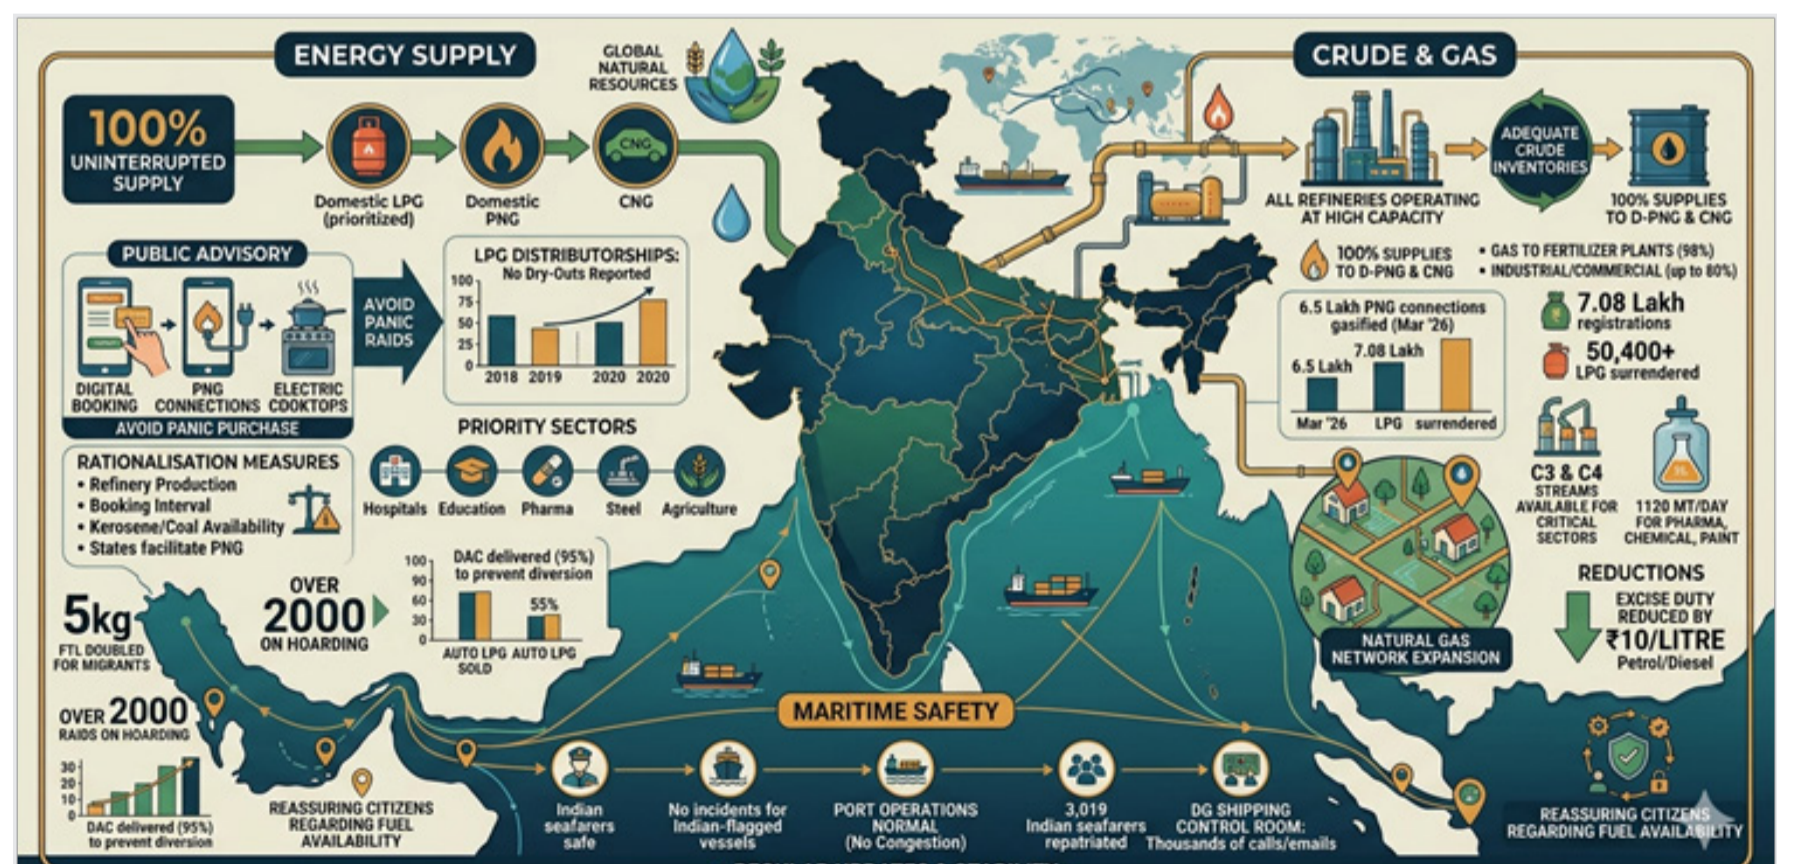 ENERGY SUPPLY
GLOBAL
NATURAL
RESOURCES
CRUDE & GAS
100%
UNINTERRUPTED
SUPPLY
Domestic LPG
(prioritized)
Domestic
PNG
CNG
CNG
ALL REFINERIES OPERATING
AT HIGH CAPACITY
ADEQUATE
CRUDE
INVENTORIES
100% SUPPLIES
TO D-PNG & CNG
PUBLIC ADVISORY
DIGITAL
BOOKING
PNG
CONNECTIONS
ELECTRIC
COOKTOPS
AVOID PANIC PURCHASE
AVOID
PANIC
RAIDS
LPG DISTRIBUTORSHIPS:
No Dry-Outs Reported
100
75
50
25
0
2018 2019 2020 2020
100% SUPPLIES
TO D-PNG & CNG
• GAS TO FERTILIZER PLANTS (98%)
• INDUSTRIAL/COMMERCIAL (up to 80%)
6.5 Lakh PNG connections
gasified (Mar '26)
6.5 Lakh
7.08 Lakh
Mar '26 LPG surrendered
7.08 Lakh
registrations
50,400+
LPG surrendered
PRIORITY SECTORS
Hospitals Education Pharma Steel Agriculture
RATIONALISATION MEASURES
• Refinery Production
• Booking Interval
• Kerosene/Coal Availability
• States facilitate PNG
C3 & C4
STREAMS
AVAILABLE FOR
CRITICAL
SECTORS
1120 MT/DAY
FOR PHARMA,
CHEMICAL, PAINT
5kg
FTL DOUBLED
FOR MIGRANTS
OVER
2000
ON HOARDING
DAC delivered (95%)
to prevent diversion
100
90
60
30
0
55%
AUTO LPG
SOLD
AUTO LPG
NATURAL GAS
NETWORK EXPANSION
REDUCTIONS
EXCISE DUTY
REDUCED BY
₹10/LITRE
Petrol/Diesel
OVER 2000
RAIDS ON HOARDING
30
20
10
0
DAC delivered (95%)
to prevent diversion
REASSURING CITIZENS
REGARDING FUEL
AVAILABILITY
MARITIME SAFETY
Indian
seafarers
safe
No incidents for
Indian-flagged
vessels
PORT OPERATIONS
NORMAL
(No Congestion)
3,019
Indian seafarers
repatriated
DG SHIPPING
CONTROL ROOM:
Thousands of calls/emails
REASSURING CITIZENS
REGARDING FUEL AVAILABILITY